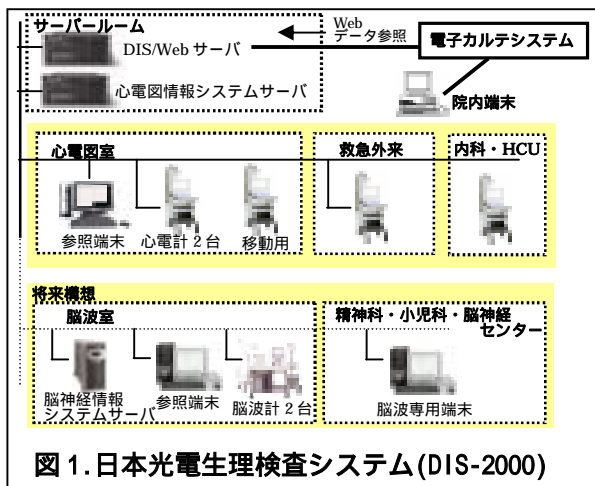 サーバールーム
DIS/Web サーバ
Web
データ参照
電子カルテシステム
心電図情報システムサーバ
院内端末
心電図室
救急外来
内科・HCU
参照端末
心電計 2 台
移動用
将来構想
脳波室
精神科・小児科・脳神経
センター
脳神経情報
システムサーバ
参照端末
脳波計 2 台
脳波専用端末
図 1.日本光電生理検査システム(DIS-2000)